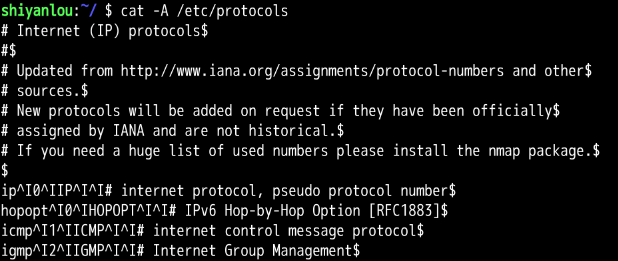 shiyanlou:~/ $ cat -A /etc/protocols
# Internet (IP) protocols$
#$
# Updated from http://www.iana.org/assignments/protocol-numbers and other$
# sources.$
# New protocols will be added on request if they have been officially$
# assigned by IANA and are not historical.$
# If you need a huge list of used numbers please install the nmap package.$
$
ip^I0^IIP^I^I# internet protocol, pseudo protocol number$
hopopt^I0^IHOPOPT^I^I# IPv6 Hop-by-Hop Option [RFC1883]$
icmp^I1^IICMP^I^I# internet control message protocol$
igmp^I2^IIGMP^I^I# Internet Group Management$